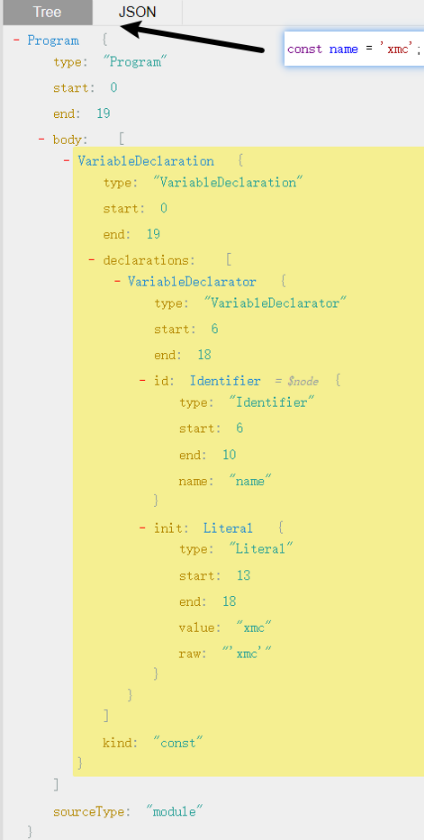 Tree JSON
const name = 'xmc';
- Program {
type: "Program"
start: 0
end: 19
- body: [
- VariableDeclaration {
type: "VariableDeclaration"
start: 0
end: 19
- declarations: [
- VariableDeclarator {
type: "VariableDeclarator"
start: 6
end: 18
- id: Identifier = $node {
type: "Identifier"
start: 6
end: 10
name: "name"
}
- init: Literal {
type: "Literal"
start: 13
end: 18
value: "xmc"
raw: "'xmc'"
}
}
]
kind: "const"
}
]
sourceType: "module"
}